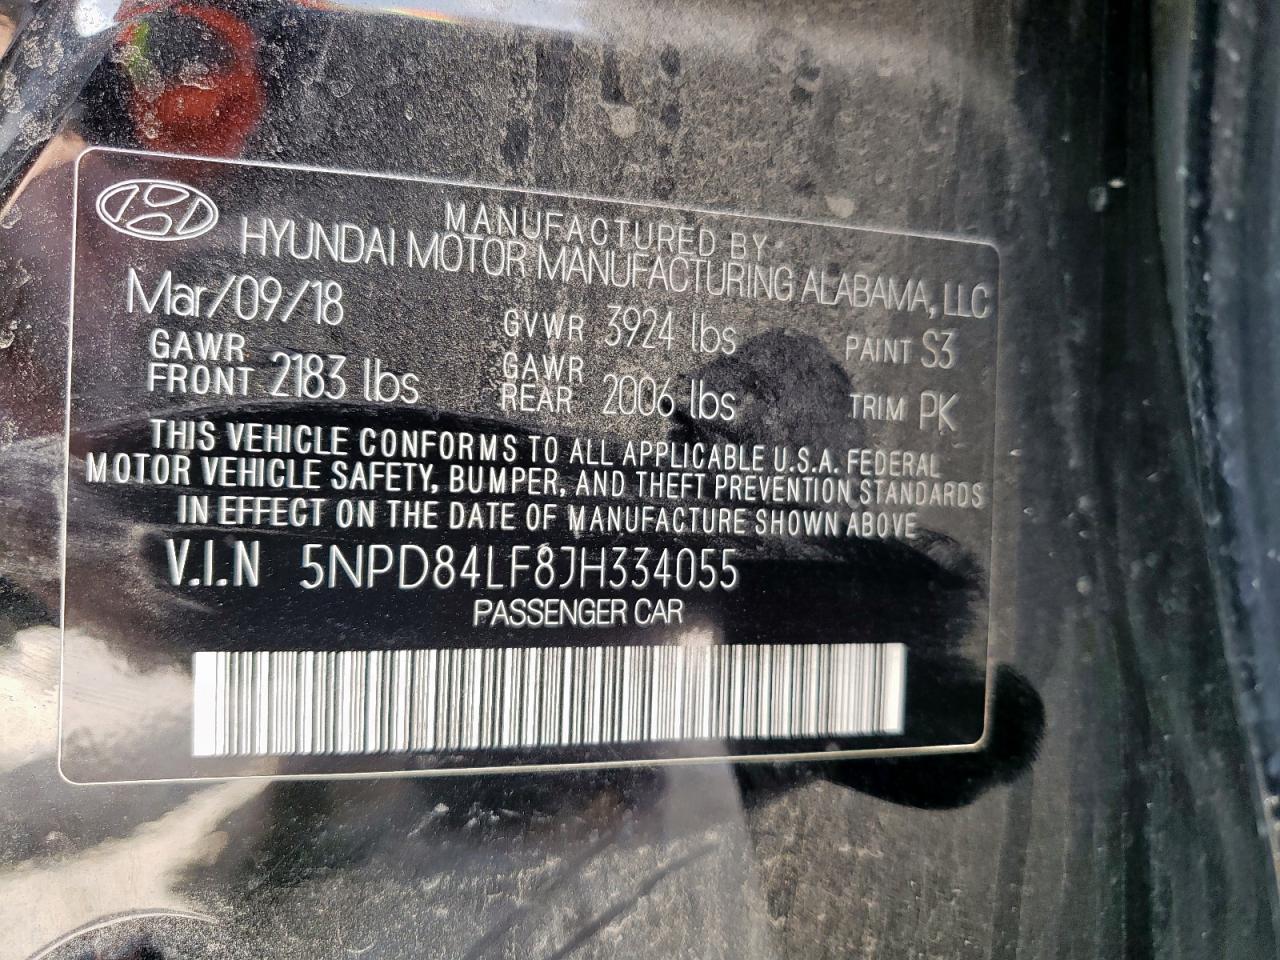 MANUFACTURED BY
HYUNDAI MOTOR MANUFACTURING ALABAMA, LLC
Mar/09/18 GVWR 3924 lbs PAINT S3
GAWR FRONT 2183 lbs GAWR REAR 2006 lbs TRIM PK
THIS VEHICLE CONFORMS TO ALL APPLICABLE U.S.A. FEDERAL
MOTOR VEHICLE SAFETY, BUMPER, AND THEFT PREVENTION STANDARDS
IN EFFECT ON THE DATE OF MANUFACTURE SHOWN ABOVE
V.I.N 5NPD84LF8JH334055
PASSENGER CAR